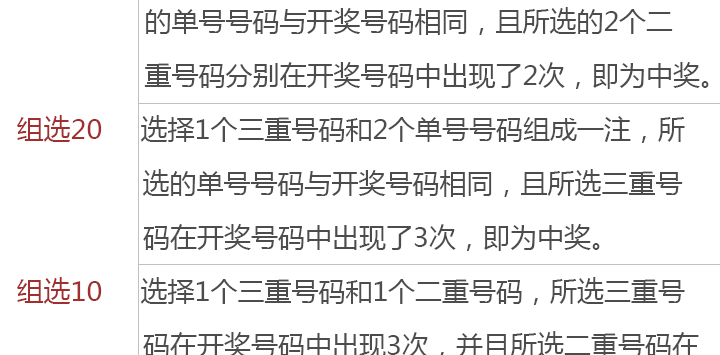 的单号号码与开奖号码相同，且所选的2个二
重号码分别在开奖号码中出现了2次，即为中奖。
组选20
选择1个三重号码和2个单号号码组成一注，所
选的单号号码与开奖号码相同，且所选三重号
码在开奖号码中出现了3次，即为中奖。
组选10
选择1个三重号码和1个二重号码，所选三重号
码在开奖号码中出现3次，并且所选二重号码在